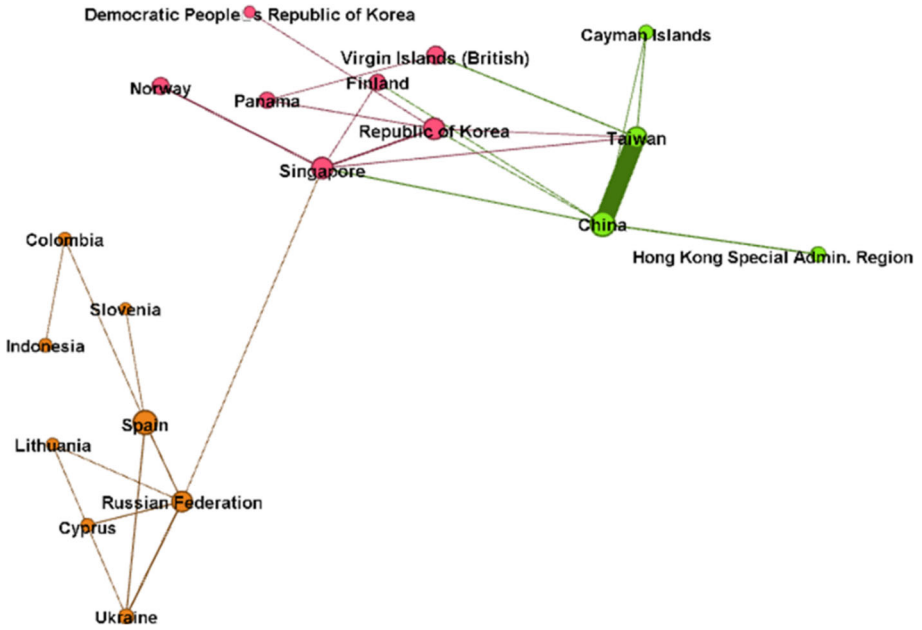 Democratic People_s Republic of Korea
Cayman Islands
Virgin Islands (British)
Norway
Finland
Panama
Republic of Korea
Taiwan
Singapore
China
Colombia
Hong Kong Special Admin. Region
Slovenia
Indonesia
Spain
Lithuania
Russian Federation
Cyprus
Ukraine